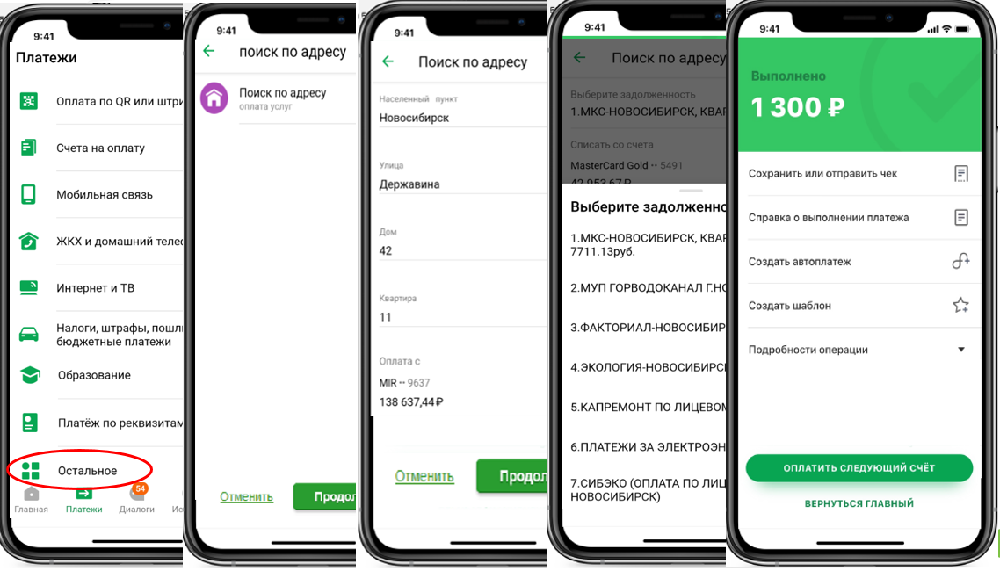 9:41
Платежи
Оплата по QR или штри
Счета на оплату
Мобильная связь
ЖКХ и домашний телеф
Интернет и ТВ
Налоги, штрафы, пошл
бюджетные платежи
Образование
Платёж по реквизитам
Остальное
54
Главная
Платежи
Диалоги
Ис
9:41
поиск по адресу
Поиск по адресу
оплата услуг
Отменить
Продол
9:41
Поиск по адресу
Населенный пункт
Новосибирск
Улица
Державина
Дом
42
Квартира
11
Оплата с
MIR •• 9637
138 637,44 ₽
Отменить
Продол
9:41
Поиск по адресу
Выберите задолженность
1.МКС-НОВОСИБИРСК, КВАР
Списать со счета
MasterCard Gold •• 5491
42 953,67 ₽
Выберите задолженно
1.МКС-НОВОСИБИРСК, КВАР
7711.13руб.
2.МУП ГОРВОДОКАНАЛ Г.НО
3.ФАКТОРИАЛ-НОВОСИБИР
4.ЭКОЛОГИЯ-НОВОСИБИРСК
5.КАПРЕМОНТ ПО ЛИЦЕВОМ
6.ПЛАТЕЖИ ЗА ЭЛЕКТРОЭН
7.СИБЭКО (ОПЛАТА ПО ЛИЦ
НОВОСИБИРСК)
9:41
Выполнено
1 300 ₽
Сохранить или отправить чек
Справка о выполнении платежа
Создать автоплатеж
Создать шаблон
Подробности операции
ОПЛАТИТЬ СЛЕДУЮЩИЙ СЧЁТ
ВЕРНУТЬСЯ ГЛАВНЫЙ